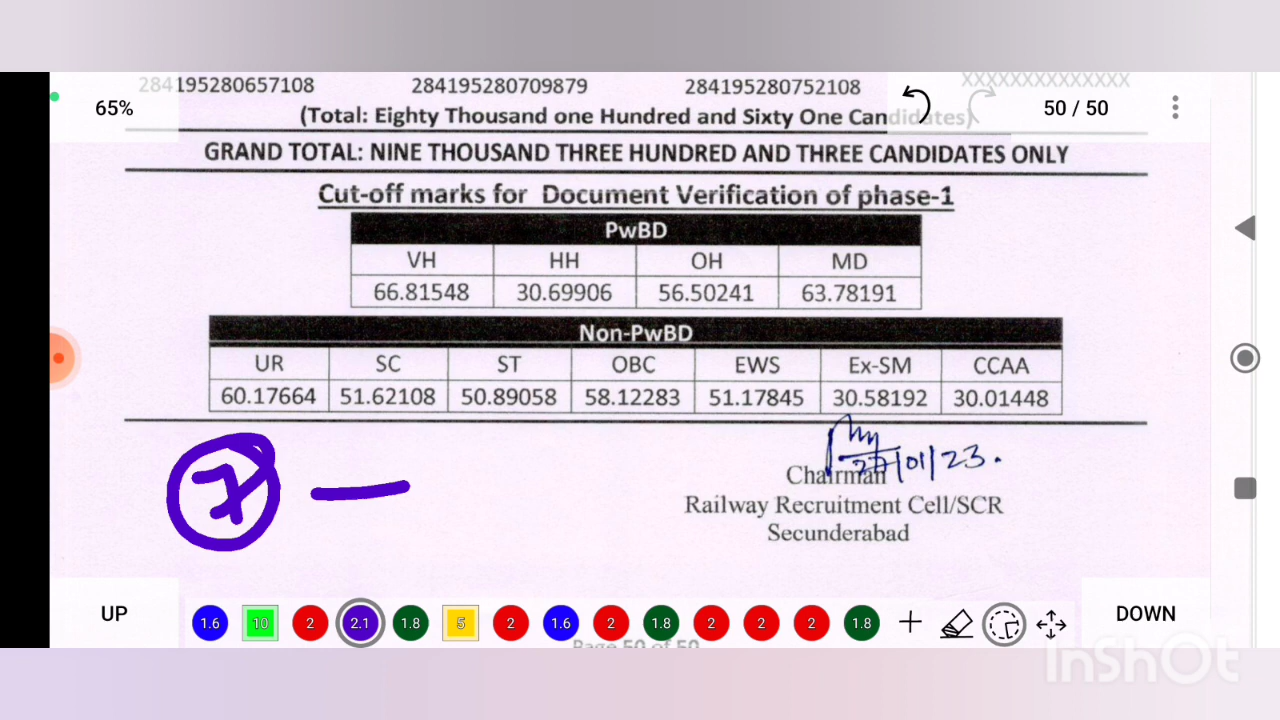 284195280657108 284195280709879 284195280752108 XXXXXXXXXXXXXX
65% 50 / 50
(Total: Eighty Thousand one Hundred and Sixty One Candidates)
GRAND TOTAL: NINE THOUSAND THREE HUNDRED AND THREE CANDIDATES ONLY
Cut-off marks for Document Verification of phase-1
PwBD
VH HH OH MD
66.81548 30.69906 56.50241 63.78191
Non-PwBD
UR SC ST OBC EWS Ex-SM CCAA
60.17664 51.62108 50.89058 58.12283 51.17845 30.58192 30.01448
7 —
27/01/23.
Chairman
Railway Recruitment Cell/SCR
Secunderabad
UP 1.6 10 2 2.1 1.8 5 2 1.6 2 1.8 2 2 2 1.8 DOWN
Page 50 of 50
InShOt